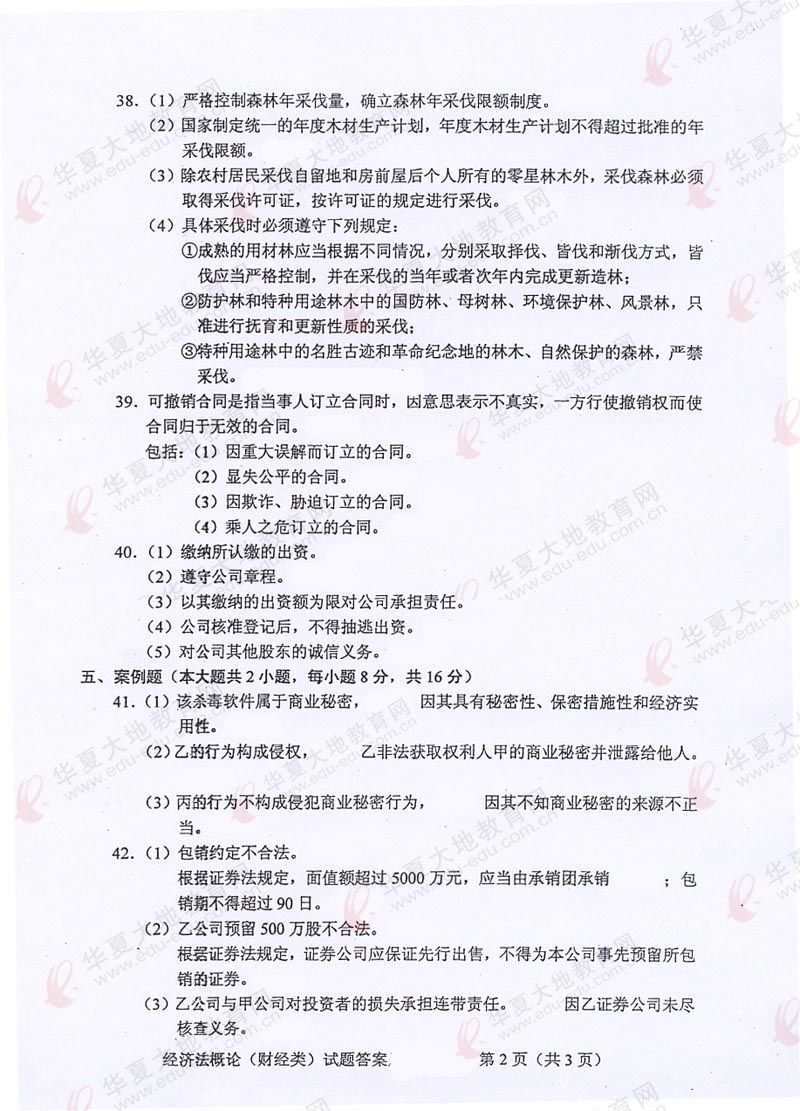 38.（1）严格控制森林年采伐量，确立森林年采伐限额制度。
（2）国家制定统一的年度木材生产计划，年度木材生产计划不得超过批准的年
采伐限额。
（3）除农村居民采伐自留地和房前屋后个人所有的零星林木外，采伐森林必须
取得采伐许可证，按许可证的规定进行采伐。
（4）具体采伐时必须遵守下列规定：
①成熟的用材林应当根据不同情况，分别采取择伐、皆伐和渐伐方式，皆
伐应当严格控制，并在采伐的当年或者次年内完成更新造林；
②防护林和特种用途林木中的国防林、母树林、环境保护林、风景林，只
准进行抚育和更新性质的采伐；
③特种用途林中的名胜古迹和革命纪念地的林木、自然保护的森林，严禁
采伐。
39．可撤销合同是指当事人订立合同时，因意思表示不真实，一方行使撤销权而使
合同归于无效的合同。
包括：（1）因重大误解而订立的合同。
（2）显失公平的合同。
（3）因欺诈、胁迫订立的合同。
（4）乘人之危订立的合同。
40．（1）缴纳所认缴的出资。
（2）遵守公司章程。
（3）以其缴纳的出资额为限对公司承担责任。
（4）公司核准登记后，不得抽逃出资。
（5）对公司其他股东的诚信义务。
五、案例题（本大题共2小题，每小题8分，共16分）
41．（1）该杀毒软件属于商业秘密， 因其具有秘密性、保密措施性和经济实
用性。
（2）乙的行为构成侵权， 乙非法获取权利人甲的商业秘密并泄露给他人。
（3）丙的行为不构成侵犯商业秘密行为， 因其不知商业秘密的来源不正
当。
42．（1）包销约定不合法。
根据证券法规定，面值额超过5000万元，应当由承销团承销 ；包
销期不得超过90日。
（2）乙公司预留500万股不合法。
根据证券法规定，证券公司应保证先行出售，不得为本公司事先预留所包
销的证券。
（3）乙公司与甲公司对投资者的损失承担连带责任。 因乙证券公司未尽
核查义务。
经济法概论（财经类）试题答案 第2页（共3页）
华夏大地教育网
www.edu-edu.com.cn